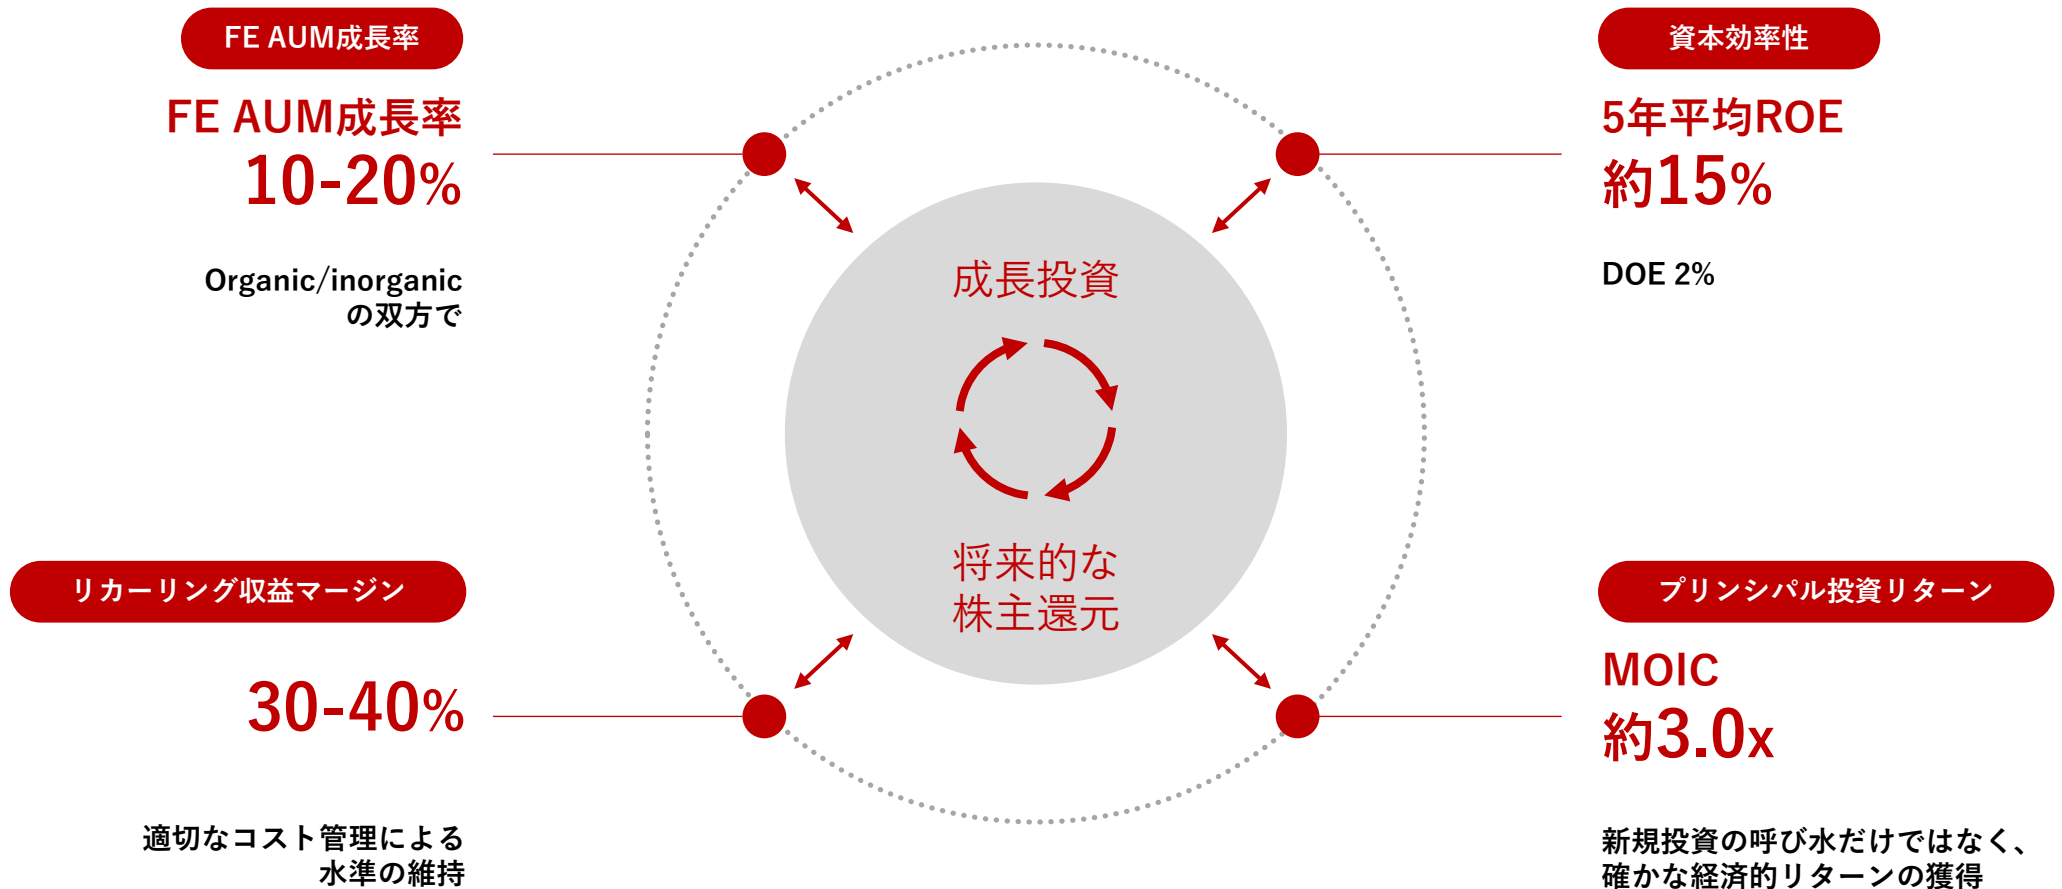 FE AUM成長率
FE AUM成長率
10-20%
Organic/inorganic
の双方で
資本効率性
5年平均ROE
約15%
DOE 2%
成長投資
将来的な
株主還元
リカーリング収益マージン
30-40%
適切なコスト管理による
水準の維持
プリンシパル投資リターン
MOIC
約3.0x
新規投資の呼び水だけではなく、
確かな経済的リターンの獲得